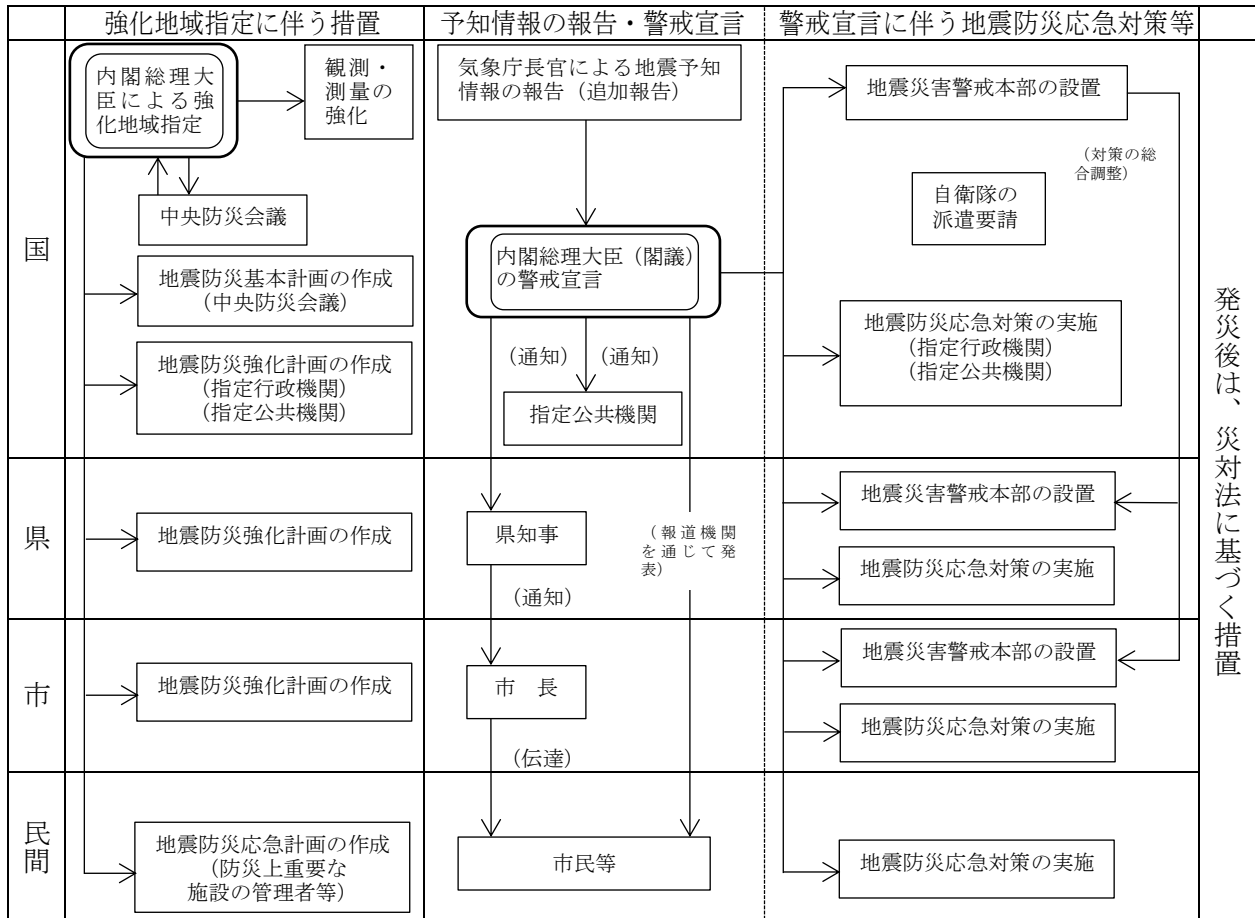 強化地域指定に伴う措置
予知情報の報告・警戒宣言
警戒宣言に伴う地震防災応急対策等
国
内閣総理大
臣による強
化地域指定
観測・
測量の
強化
中央防災会議
地震防災基本計画の作成
（中央防災会議）
地震防災強化計画の作成
（指定行政機関）
（指定公共機関）
気象庁長官による地震予知
情報の報告（追加報告）
内閣総理大臣（閣議）
の警戒宣言
（通知）
（通知）
指定公共機関
地震災害警戒本部の設置
（対策の総
合調整）
自衛隊の
派遣要請
地震防災応急対策の実施
（指定行政機関）
（指定公共機関）
県
地震防災強化計画の作成
県知事
（通知）
（報道機関
を通じて発
表）
地震災害警戒本部の設置
地震防災応急対策の実施
市
地震防災強化計画の作成
市　長
（伝達）
地震災害警戒本部の設置
地震防災応急対策の実施
民間
地震防災応急計画の作成
（防災上重要な
施設の管理者等）
市民等
地震防災応急対策の実施
発災後は、災対法に基づく措置